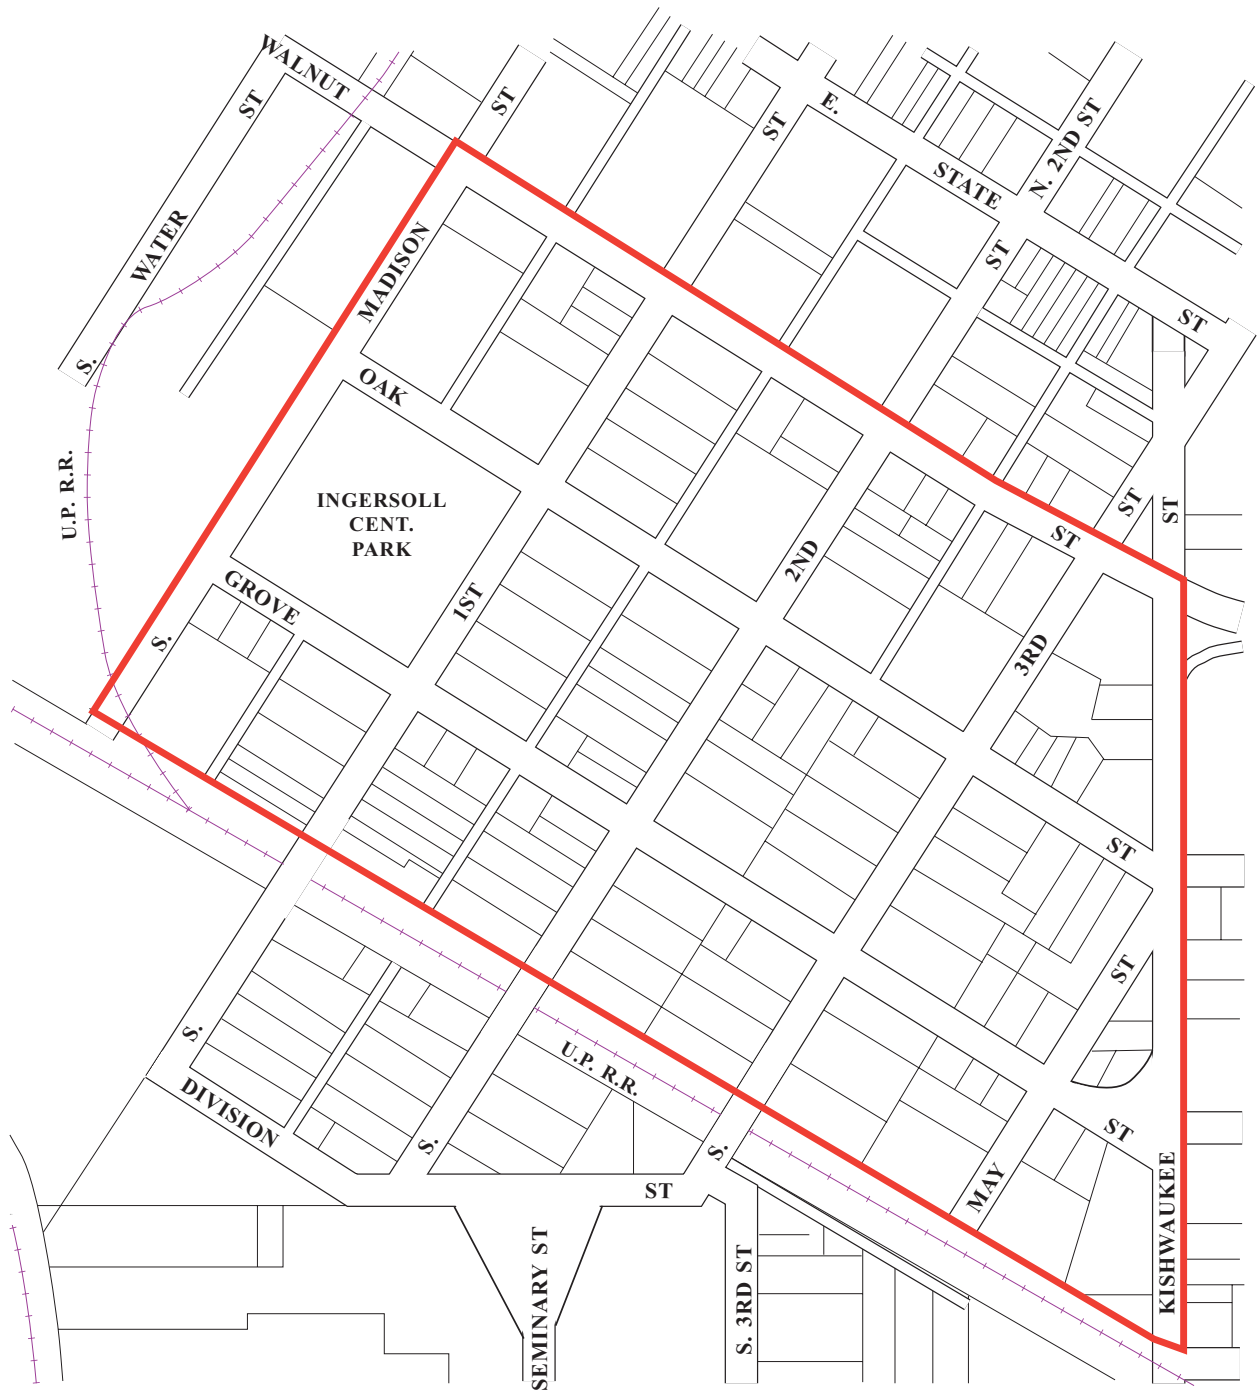 WALNUT
ST
ST
ST
E.
STATE
N. 2ND ST
WATER
MADISON
ST
ST
S.
OAK
U.P. R.R.
INGERSOLL
CENT.
PARK
ST
ST
ST
2ND
GROVE
1ST
S.
3RD
ST
ST
S.
U.P. R.R.
DIVISION
S.
S.
ST
MAY
KISHWAUKEE
ST
SEMINARY ST
S. 3RD ST